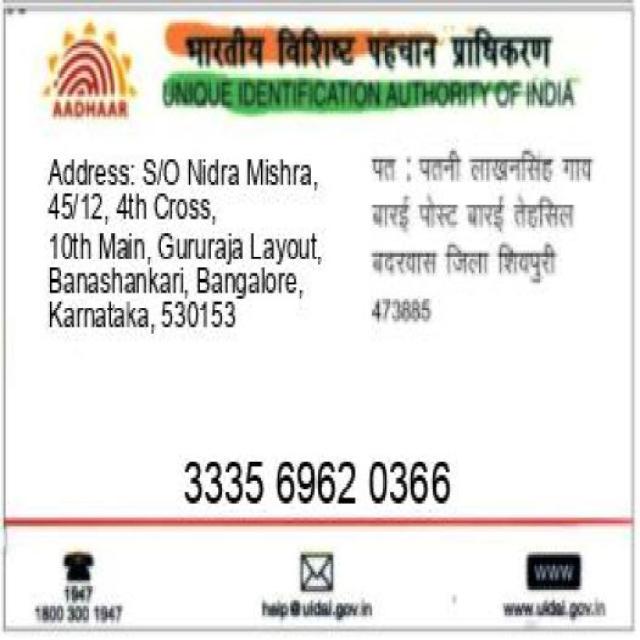 भारतीय विशिष्ट पहचान प्राधिकरण
UNIQUE IDENTIFICATION AUTHORITY OF INDIA
AADHAAR
Address: S/O Nidra Mishra,
45/12, 4th Cross,
10th Main, Gururaja Layout,
Banashankari, Bangalore,
Karnataka, 530153
पत : पतनी लाखनसिंह गाव
बारई पोस्ट बारई तेहसिल
बदरवास जिला शिवपुरी
473885
3335 6962 0366
1947
1800 300 1947
help@uidai.gov.in
www
www.uidai.gov.in